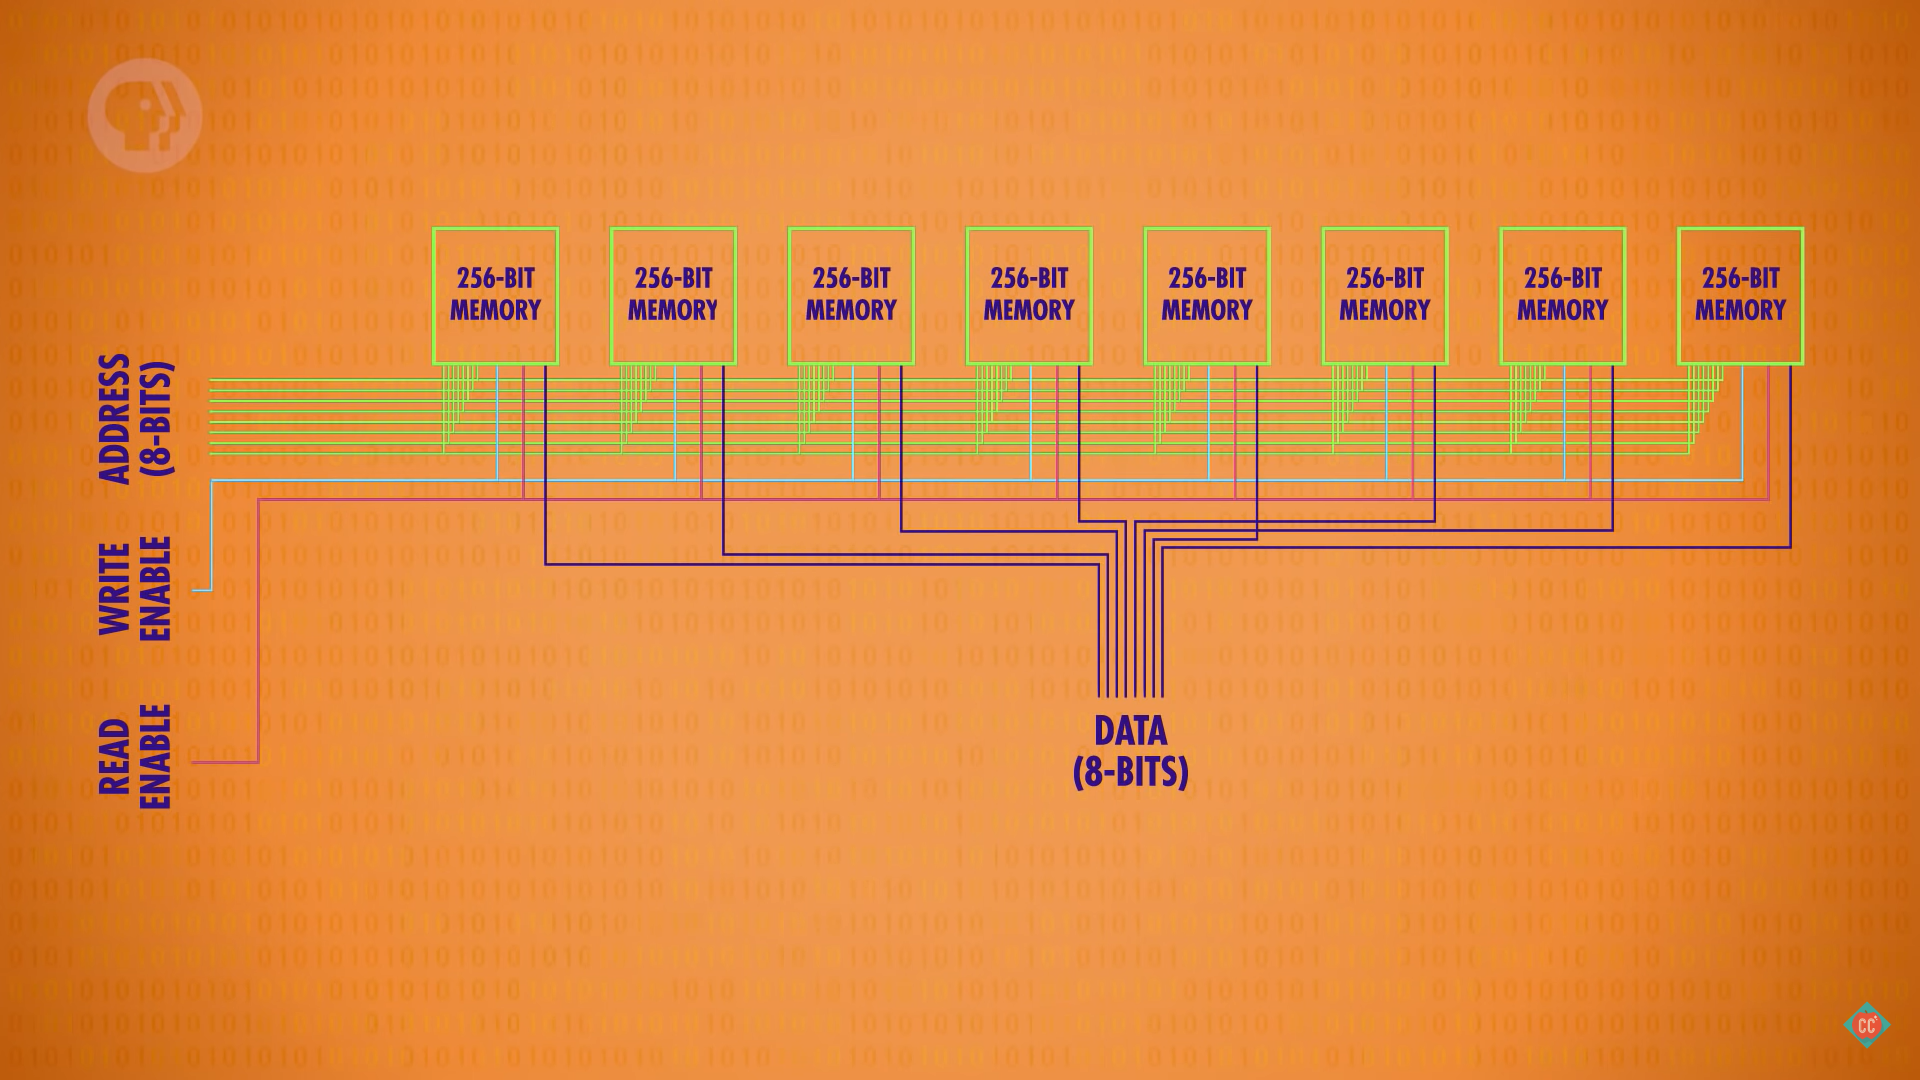 256-BIT
MEMORY
256-BIT
MEMORY
256-BIT
MEMORY
256-BIT
MEMORY
256-BIT
MEMORY
256-BIT
MEMORY
256-BIT
MEMORY
256-BIT
MEMORY
ADDRESS
(8-BITS)
WRITE
ENABLE
READ
ENABLE
DATA
(8-BITS)
CC